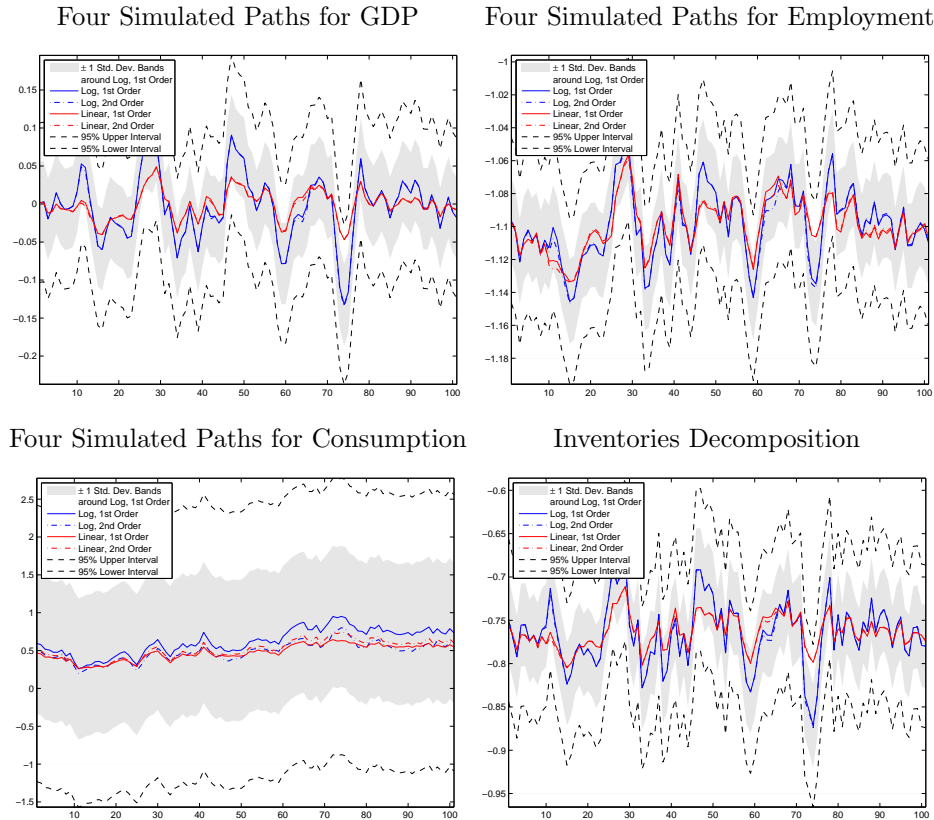 Four Simulated Paths for GDP
± 1 Std. Dev. Bands
around Log, 1st Order
Log, 1st Order
Log, 2nd Order
Linear, 1st Order
Linear, 2nd Order
95% Upper Interval
95% Lower Interval
0.15
0.1
0.05
0
−0.05
−0.1
−0.15
−0.2
10 20 30 40 50 60 70 80 90 100
Four Simulated Paths for Employment
± 1 Std. Dev. Bands
around Log, 1st Order
Log, 1st Order
Log, 2nd Order
Linear, 1st Order
Linear, 2nd Order
95% Upper Interval
95% Lower Interval
−1
−1.02
−1.04
−1.06
−1.08
−1.10
−1.12
−1.14
−1.16
−1.18
10 20 30 40 50 60 70 80 90 100
Four Simulated Paths for Consumption
± 1 Std. Dev. Bands
around Log, 1st Order
Log, 1st Order
Log, 2nd Order
Linear, 1st Order
Linear, 2nd Order
95% Upper Interval
95% Lower Interval
2.5
2
1.5
1
0.5
0
−0.5
−1
−1.5
10 20 30 40 50 60 70 80 90 100
Inventories Decomposition
± 1 Std. Dev. Bands
around Log, 1st Order
Log, 1st Order
Log, 2nd Order
Linear, 1st Order
Linear, 2nd Order
95% Upper Interval
95% Lower Interval
−0.6
−0.65
−0.7
−0.75
−0.8
−0.85
−0.9
−0.95
10 20 30 40 50 60 70 80 90 100